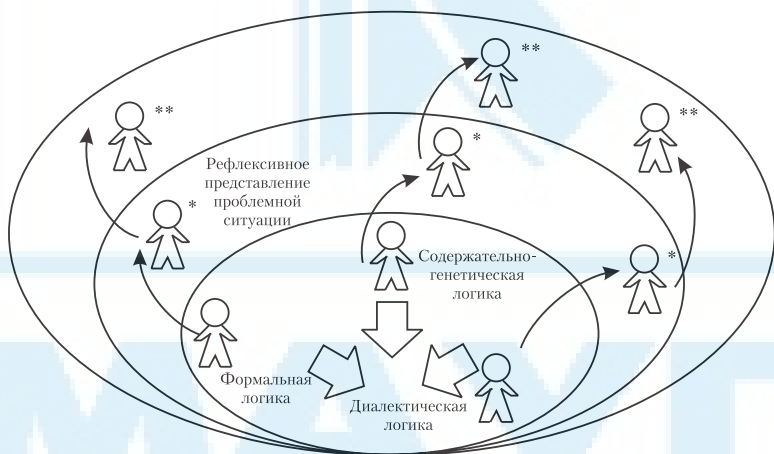 **
**
**
*
Рефлексивное
представление
проблемной
ситуации
*
Содержательно-
генетическая
логика
*
Формальная
логика
Диалектическая
логика